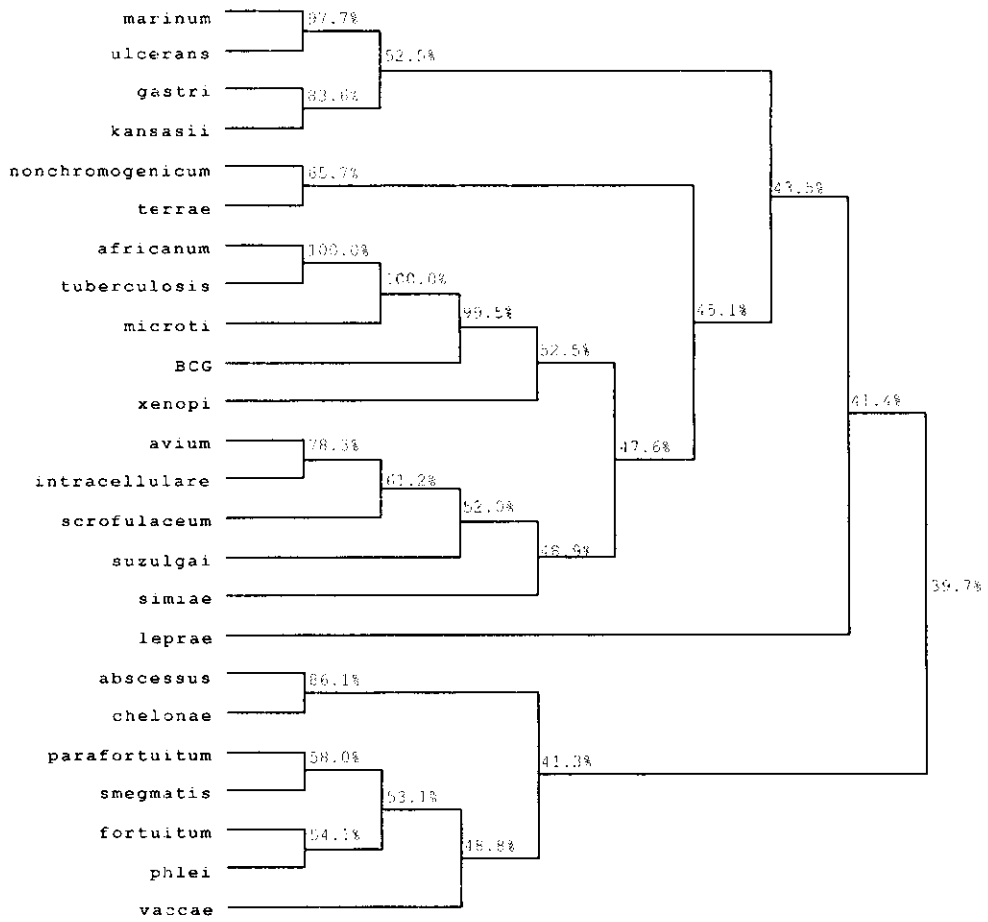 marinum
97.7%
ulcerans
52.5%
gastri
83.6%
kansasii
nonchromogenicum
65.7%
43.5%
terrae
africanum
100.0%
tuberculosis
100.0%
microti
99.5%
45.1%
BCG
52.5%
xenopi
41.4%
avium
78.3%
47.6%
intracellulare
61.2%
scrofulaceum
52.0%
suzulgai
48.9%
simiae
39.7%
leprae
abscessus
86.1%
chelonae
parafortuitum
58.0%
41.3%
smegmatis
53.1%
fortuitum
54.1%
48.8%
phlei
vaccae